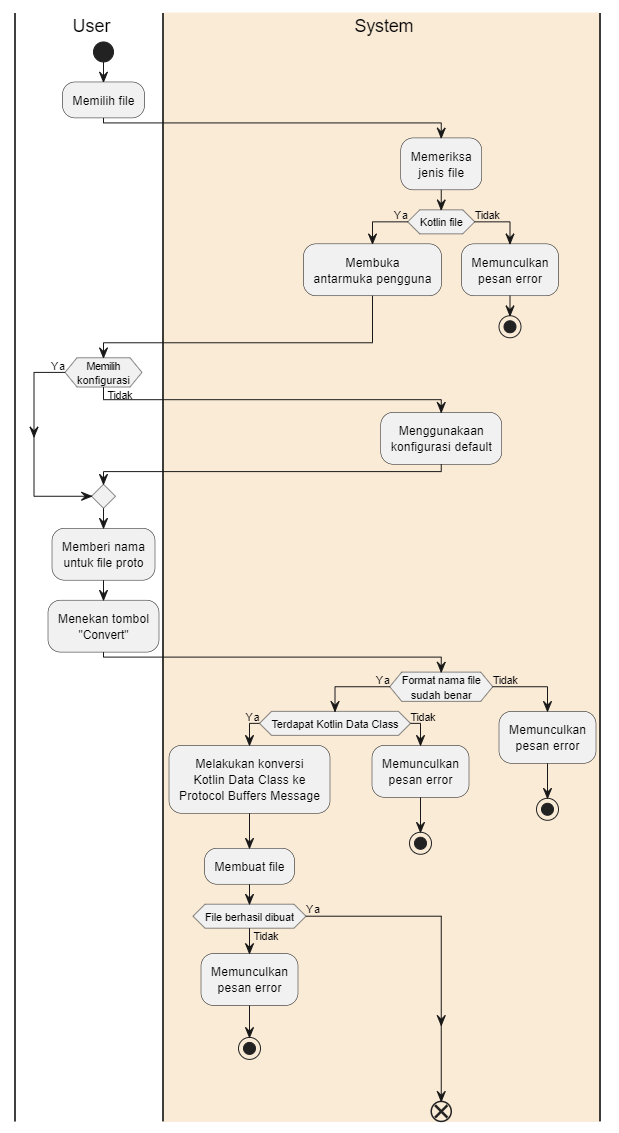 User
System
Memilih file
Memeriksa
jenis file
Ya
Kotlin file
Tidak
Membuka
antarmuka pengguna
Memunculkan
pesan error
Ya
Memilih
konfigurasi
Tidak
Menggunakaan
konfigurasi default
Memberi nama
untuk file proto
Menekan tombol
"Convert"
Ya
Format nama file
sudah benar
Tidak
Ya
Terdapat Kotlin Data Class
Tidak
Memunculkan
pesan error
Melakukan konversi
Kotlin Data Class ke
Protocol Buffers Message
Memunculkan
pesan error
Membuat file
File berhasil dibuat
Ya
Tidak
Memunculkan
pesan error